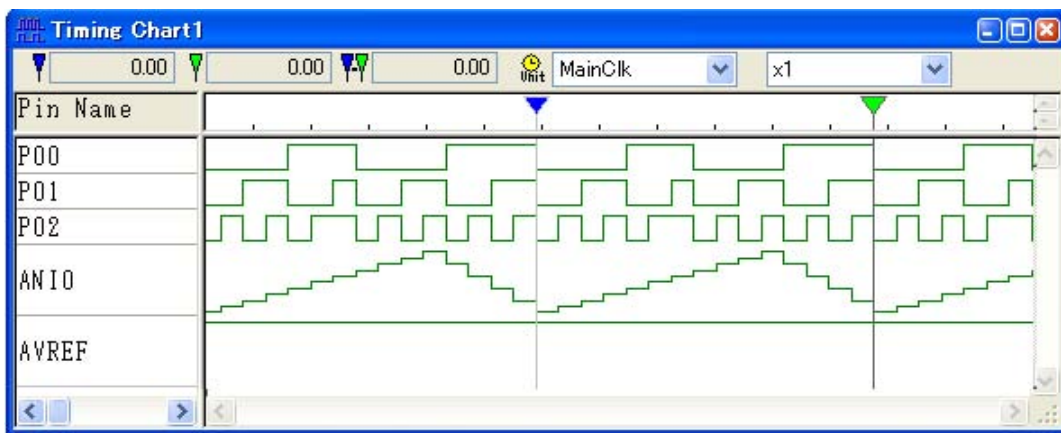 Timing Chart1
0.00 0.00 0.00 Unit MainClk x1
Pin Name
P00
P01
P02
ANI0
AVREF